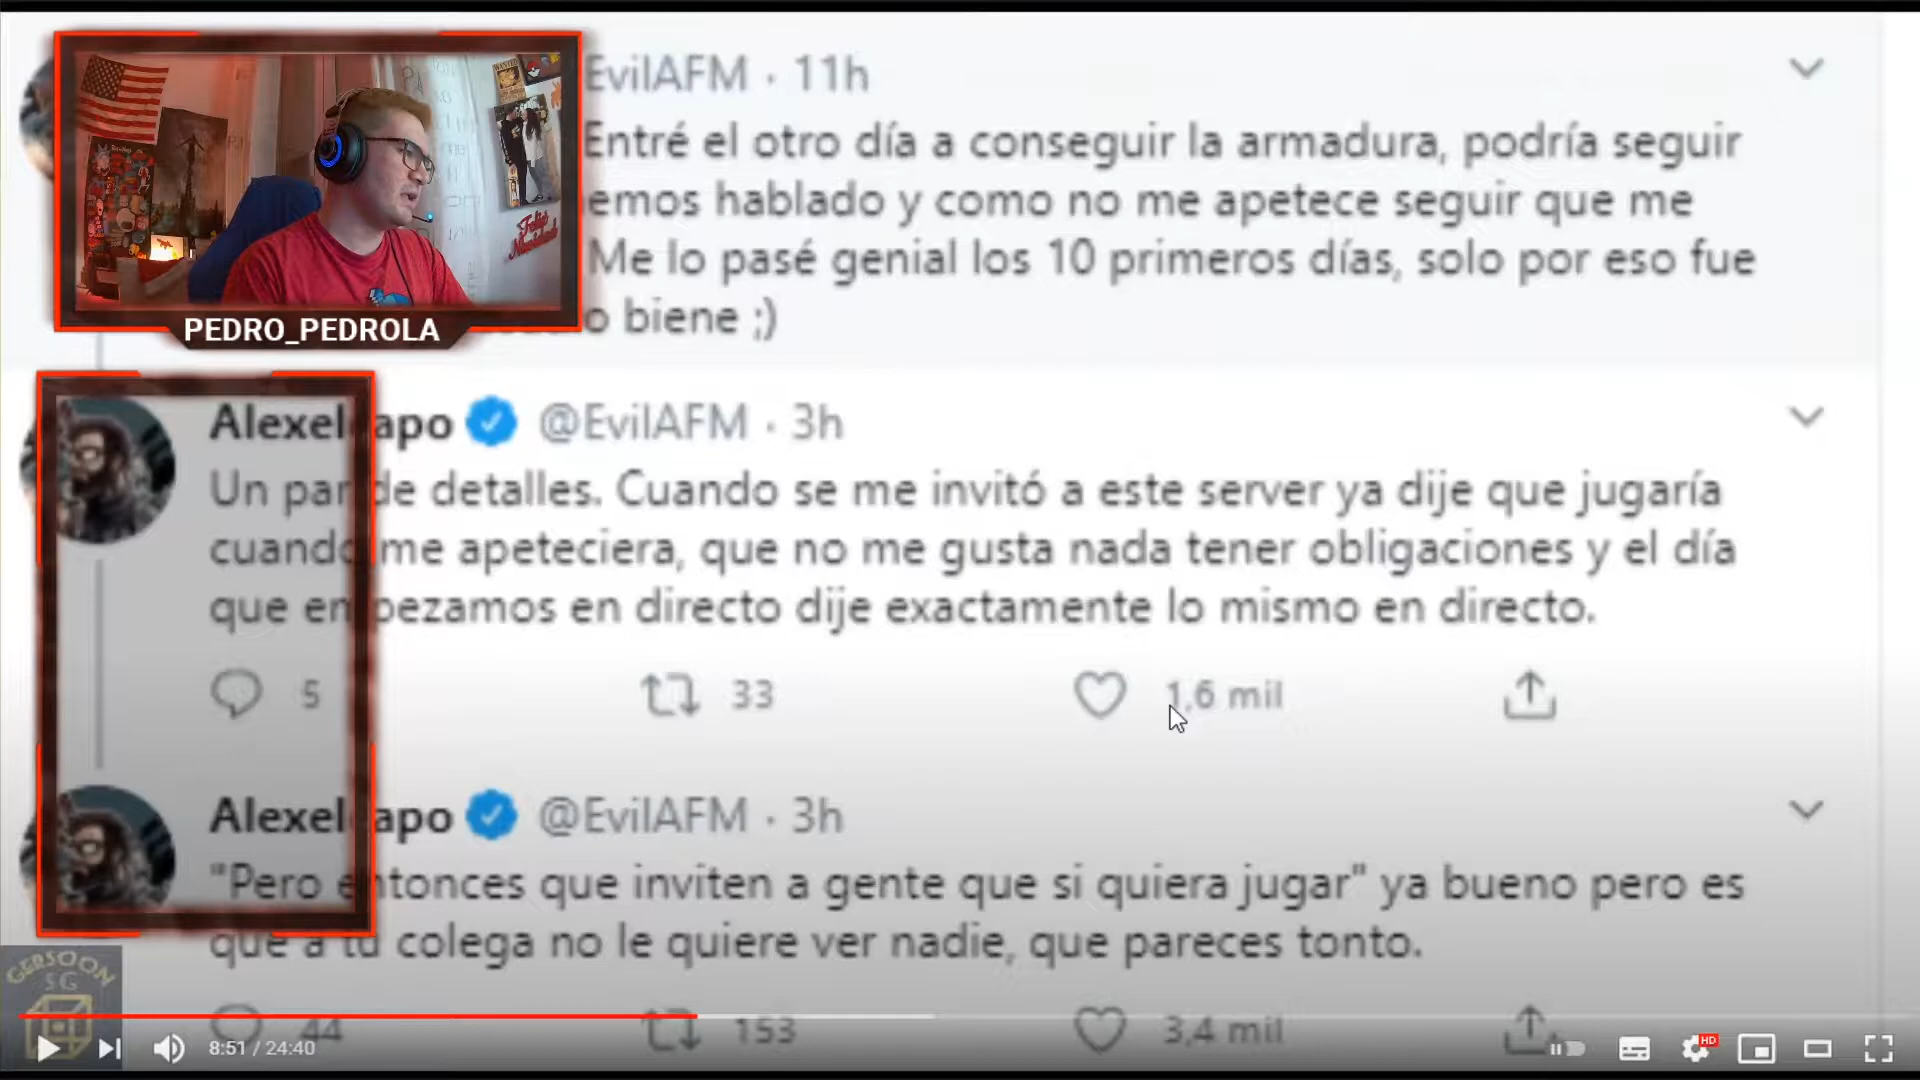 EvilAFM · 11h
Entré el otro día a conseguir la armadura, podría seguir
emos hablado y como no me apetece seguir que me
Me lo pasé genial los 10 primeros días, solo por eso fue
o biene ;)
PEDRO_PEDROLA
Alexelcapo @EvilAFM · 3h
Un par de detalles. Cuando se me invitó a este server ya dije que jugaría
cuando me apeteciera, que no me gusta nada tener obligaciones y el día
que empezamos en directo dije exactamente lo mismo en directo.
5 33 1,6 mil
Alexelcapo @EvilAFM · 3h
"Pero entonces que inviten a gente que si quiera jugar" ya bueno pero es
que a tu colega no le quiere ver nadie, que pareces tonto.
GERSOON
SG
44 153 3,4 mil
8:51 / 24:40
HD